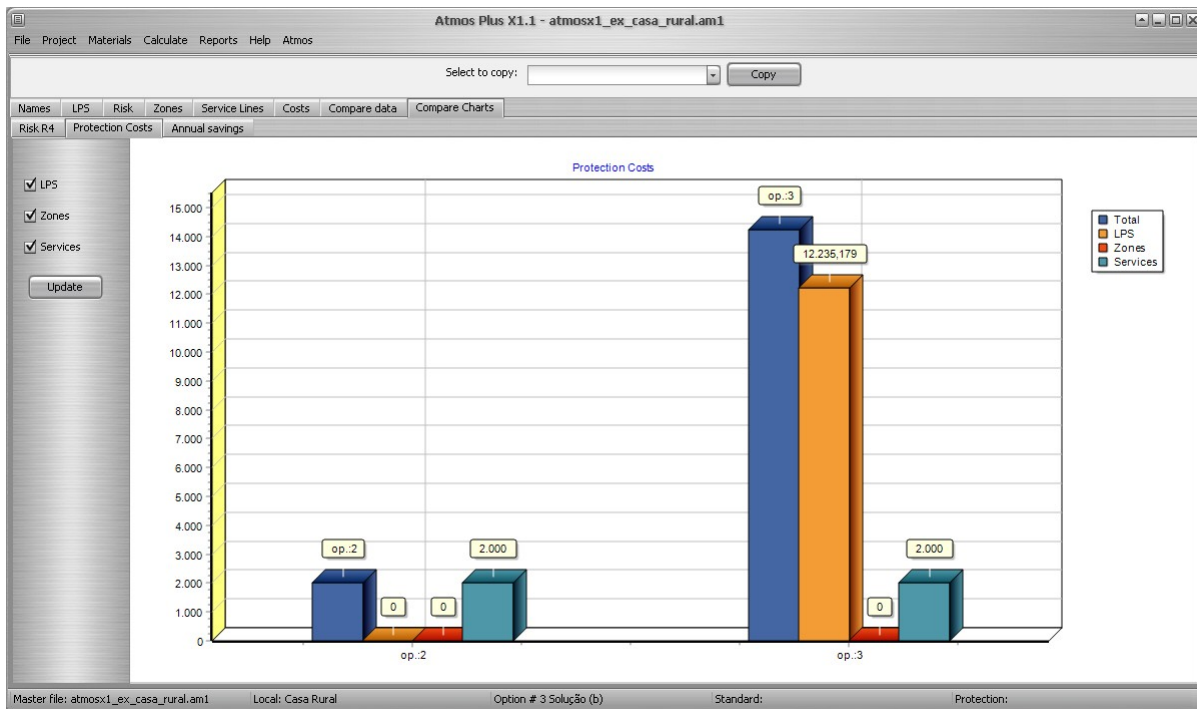 Atmos Plus X1.1 - atmosx1_ex_casa_rural.am1
File Project Materials Calculate Reports Help Atmos
Select to copy: Copy
Names LPS Risk Zones Service Lines Costs Compare data Compare Charts
Risk R4 Protection Costs Annual savings
LPS
Zones
Services
Update
Protection Costs
15.000
14.000
13.000
12.000
11.000
10.000
9.000
8.000
7.000
6.000
5.000
4.000
3.000
2.000
1.000
0
op.:2
0
0
2.000
op.:3
12.235,179
0
2.000
op.:2 op.:3
Total
LPS
Zones
Services
Master file: atmosx1_ex_casa_rural.am1 Local: Casa Rural Option # 3 Solução (b) Standard: Protection: